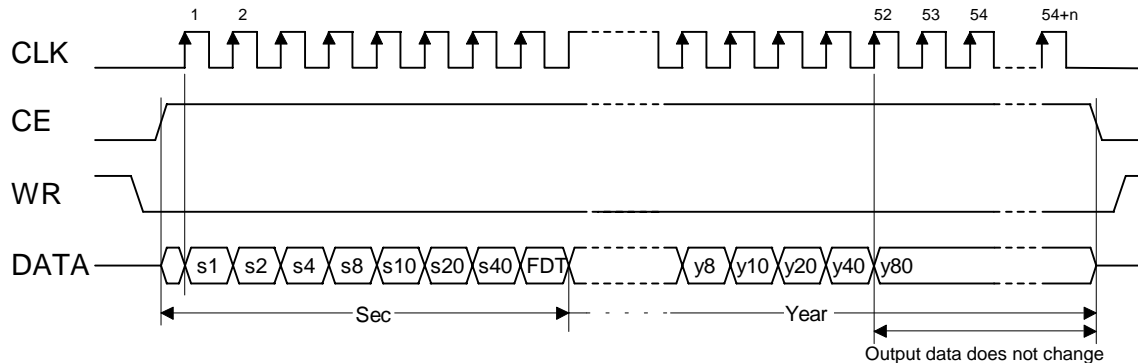 1 2 52 53 54 54+n
CLK
CE
WR
DATA s1 s2 s4 s8 s10 s20 s40 FDT y8 y10 y20 y40 y80
Sec Year
Output data does not change